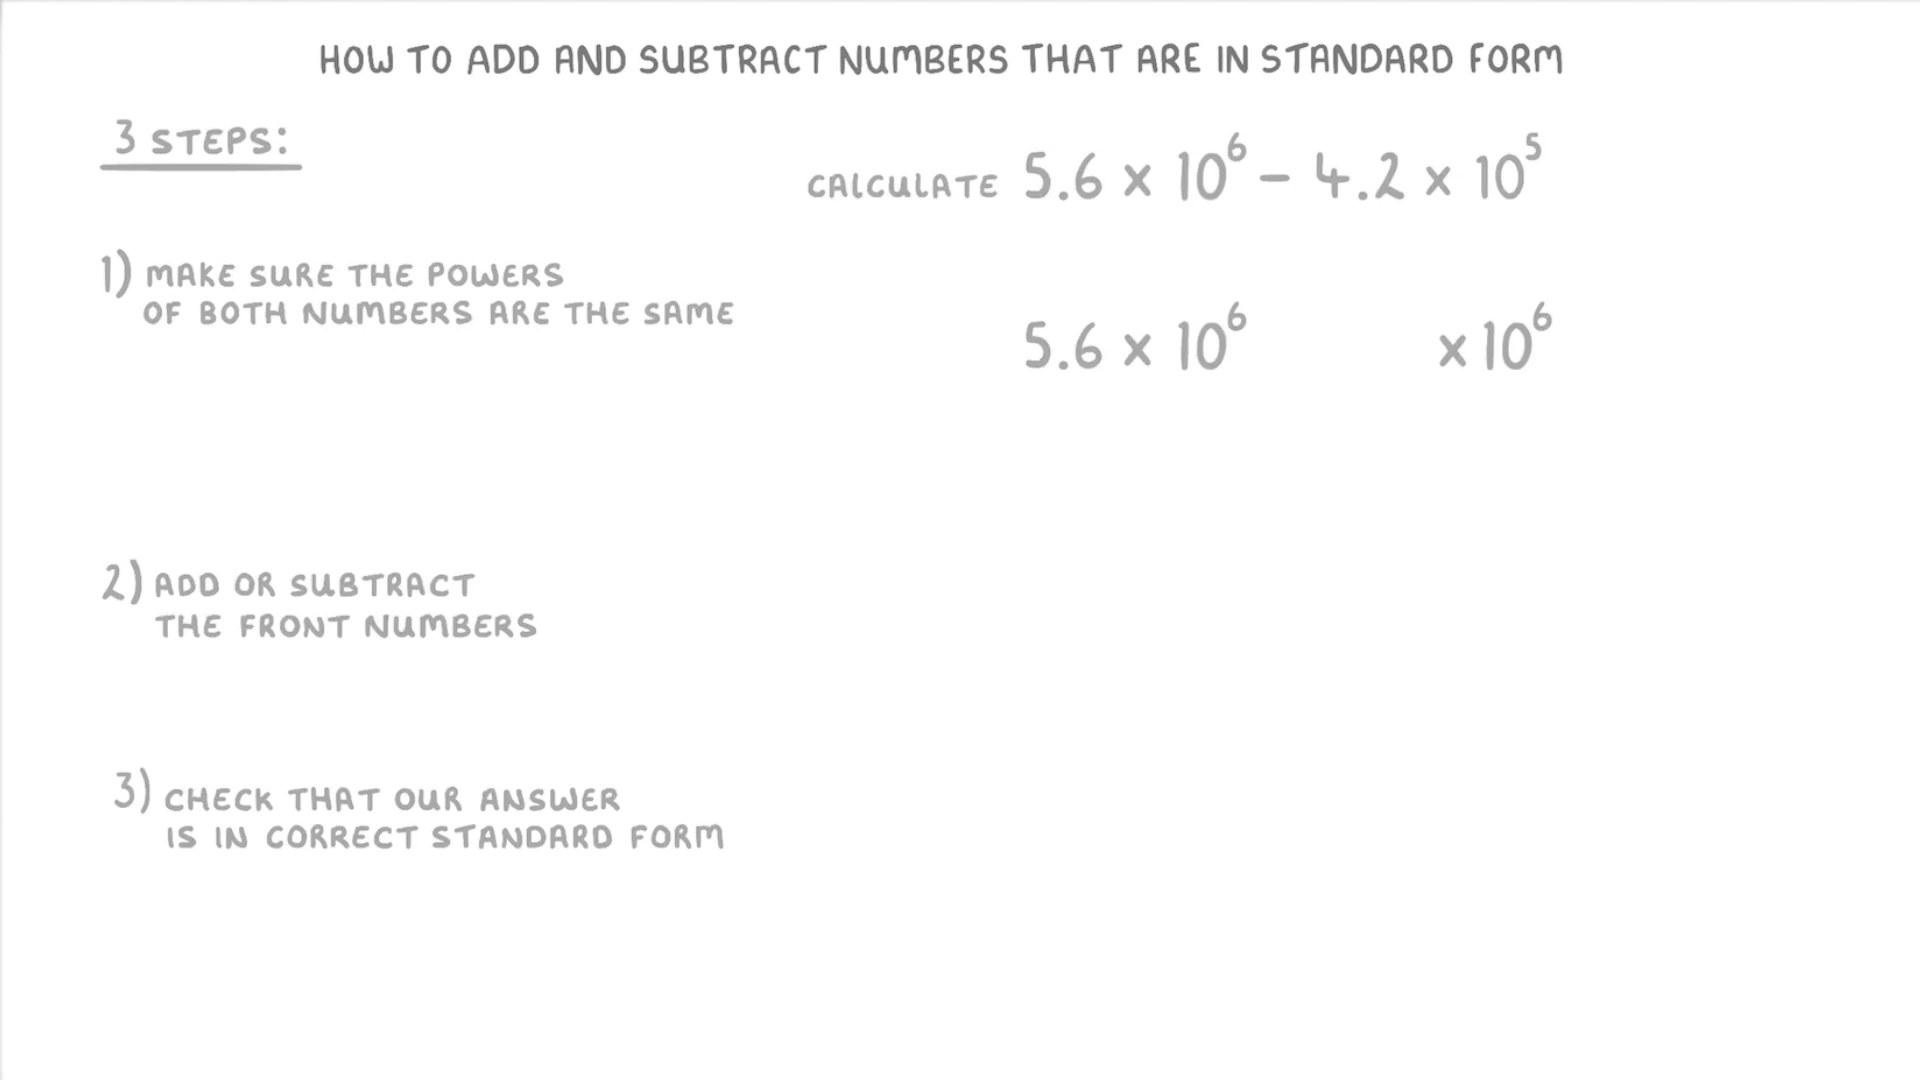 HOW TO ADD AND SUBTRACT NUMBERS THAT ARE IN STANDARD FORM
3 STEPS:
CALCULATE 5.6 × 10⁶ − 4.2 × 10⁵
1) MAKE SURE THE POWERS
OF BOTH NUMBERS ARE THE SAME
5.6 × 10⁶ × 10⁶
2) ADD OR SUBTRACT
THE FRONT NUMBERS
3) CHECK THAT OUR ANSWER
IS IN CORRECT STANDARD FORM